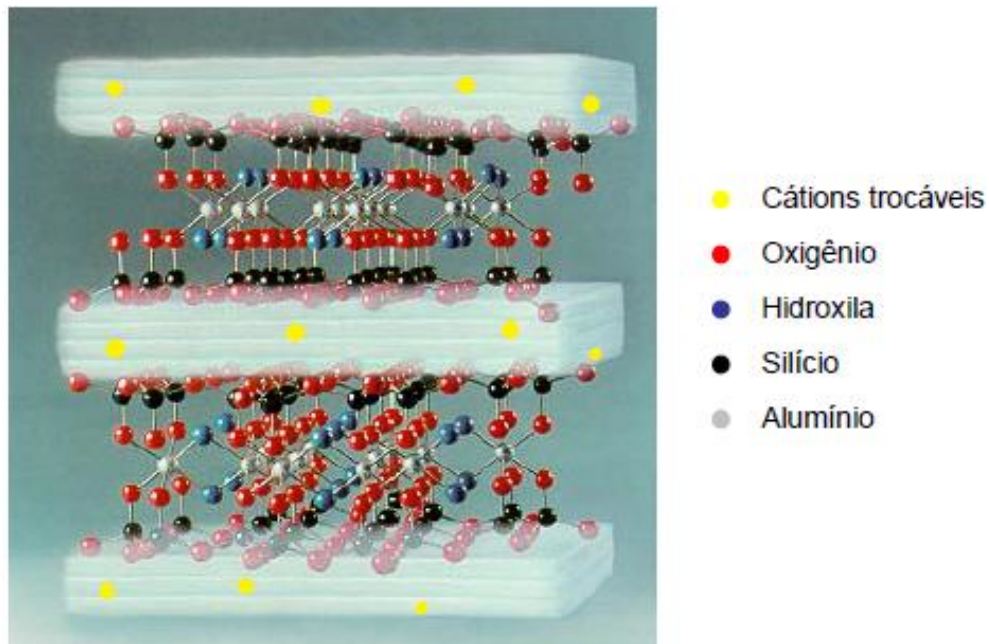 Cátions trocáveis
Oxigênio
Hidroxila
Silício
Alumínio